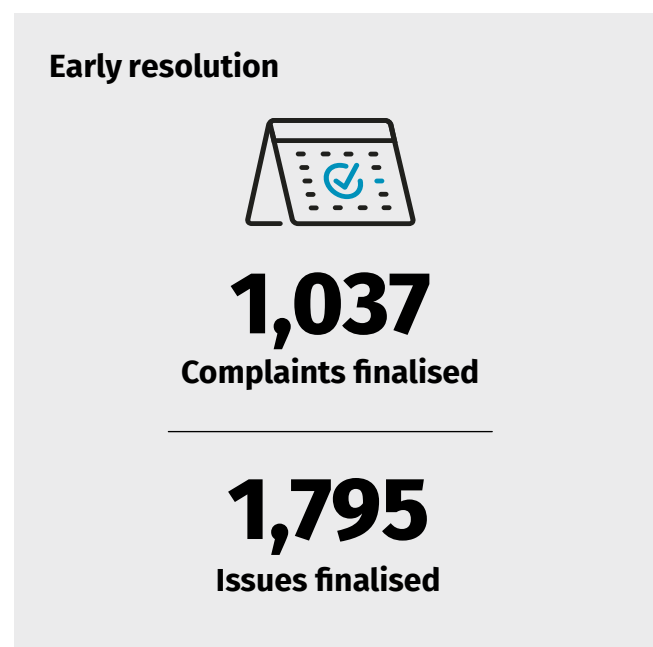 Early resolution
1,037
Complaints finalised
1,795
Issues finalised